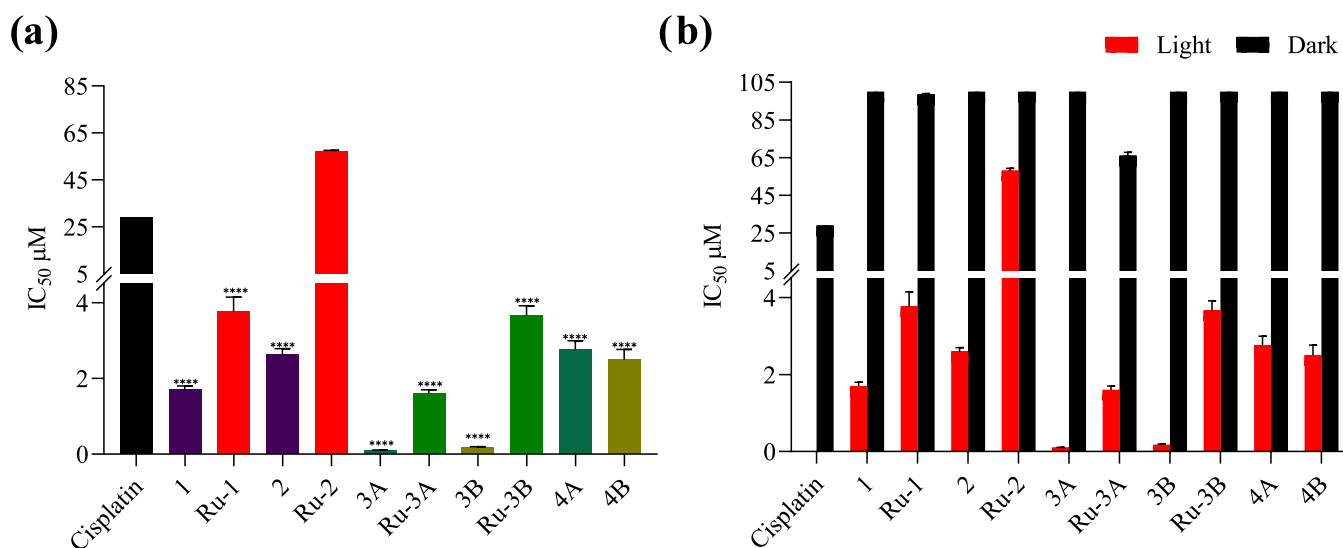 (a)
85
65
45
25
5
4
2
0
IC50 μM
****
****
****
****
****
****
****
****
****
Cisplatin
1
Ru-1
2
Ru-2
3A
Ru-3A
3B
Ru-3B
4A
4B
(b)
Light
Dark
105
85
65
45
25
5
4
2
0
IC50 μM
Cisplatin
1
Ru-1
2
Ru-2
3A
Ru-3A
3B
Ru-3B
4A
4B